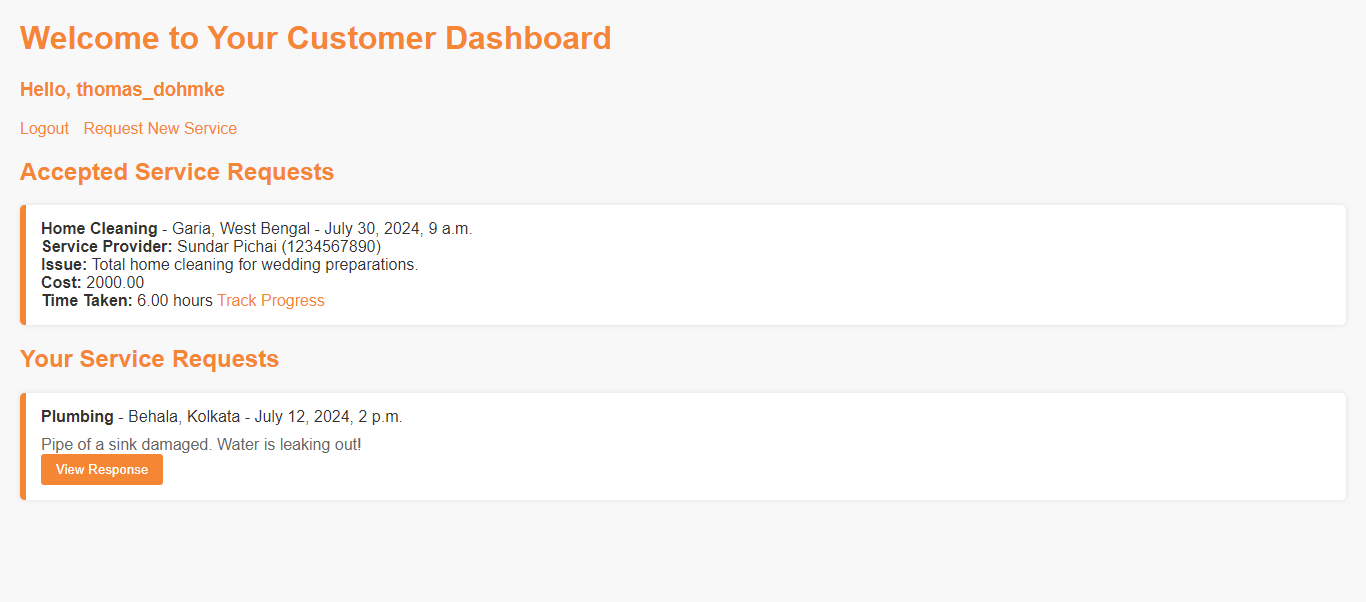 Welcome to Your Customer Dashboard
Hello, thomas_dohmke
Logout Request New Service
Accepted Service Requests
Home Cleaning - Garia, West Bengal - July 30, 2024, 9 a.m.
Service Provider: Sundar Pichai (1234567890)
Issue: Total home cleaning for wedding preparations.
Cost: 2000.00
Time Taken: 6.00 hours Track Progress
Your Service Requests
Plumbing - Behala, Kolkata - July 12, 2024, 2 p.m.
Pipe of a sink damaged. Water is leaking out!
View Response